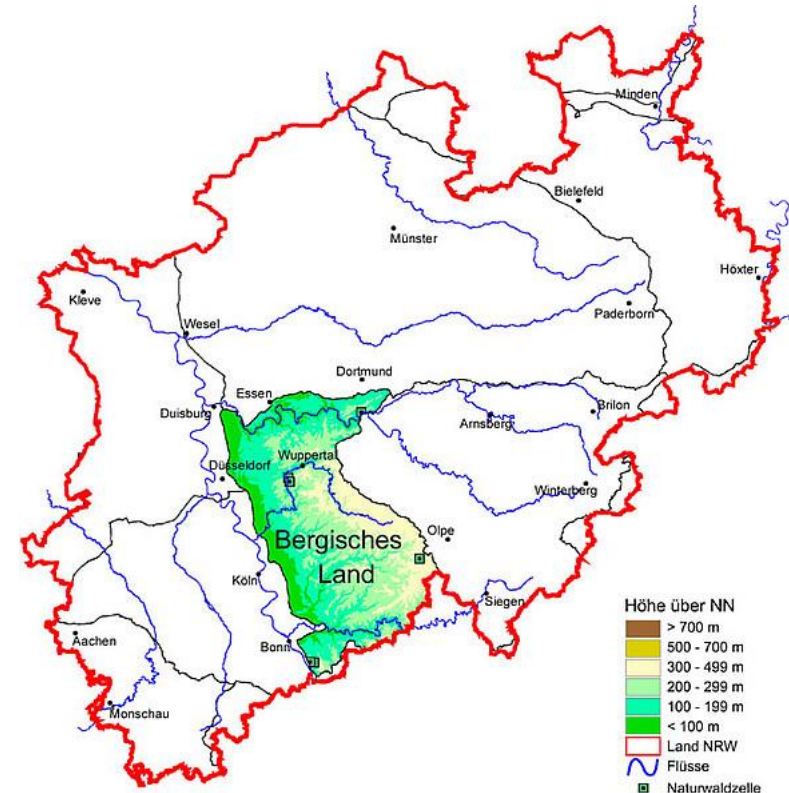 Minden
Bielefeld
Münster
Höxter
Kleve
Paderborn
Wesel
Dortmund
Essen
Duisburg
Brilon
Arnsberg
Wuppertal
Düsseldorf
Winterberg
Olpe
Bergisches
Land
Köln
Siegen
Aachen
Bonn
Monschau
Höhe über NN
> 700 m
500 - 700 m
300 - 499 m
200 - 299 m
100 - 199 m
< 100 m
Land NRW
Flüsse
Naturwaldzelle